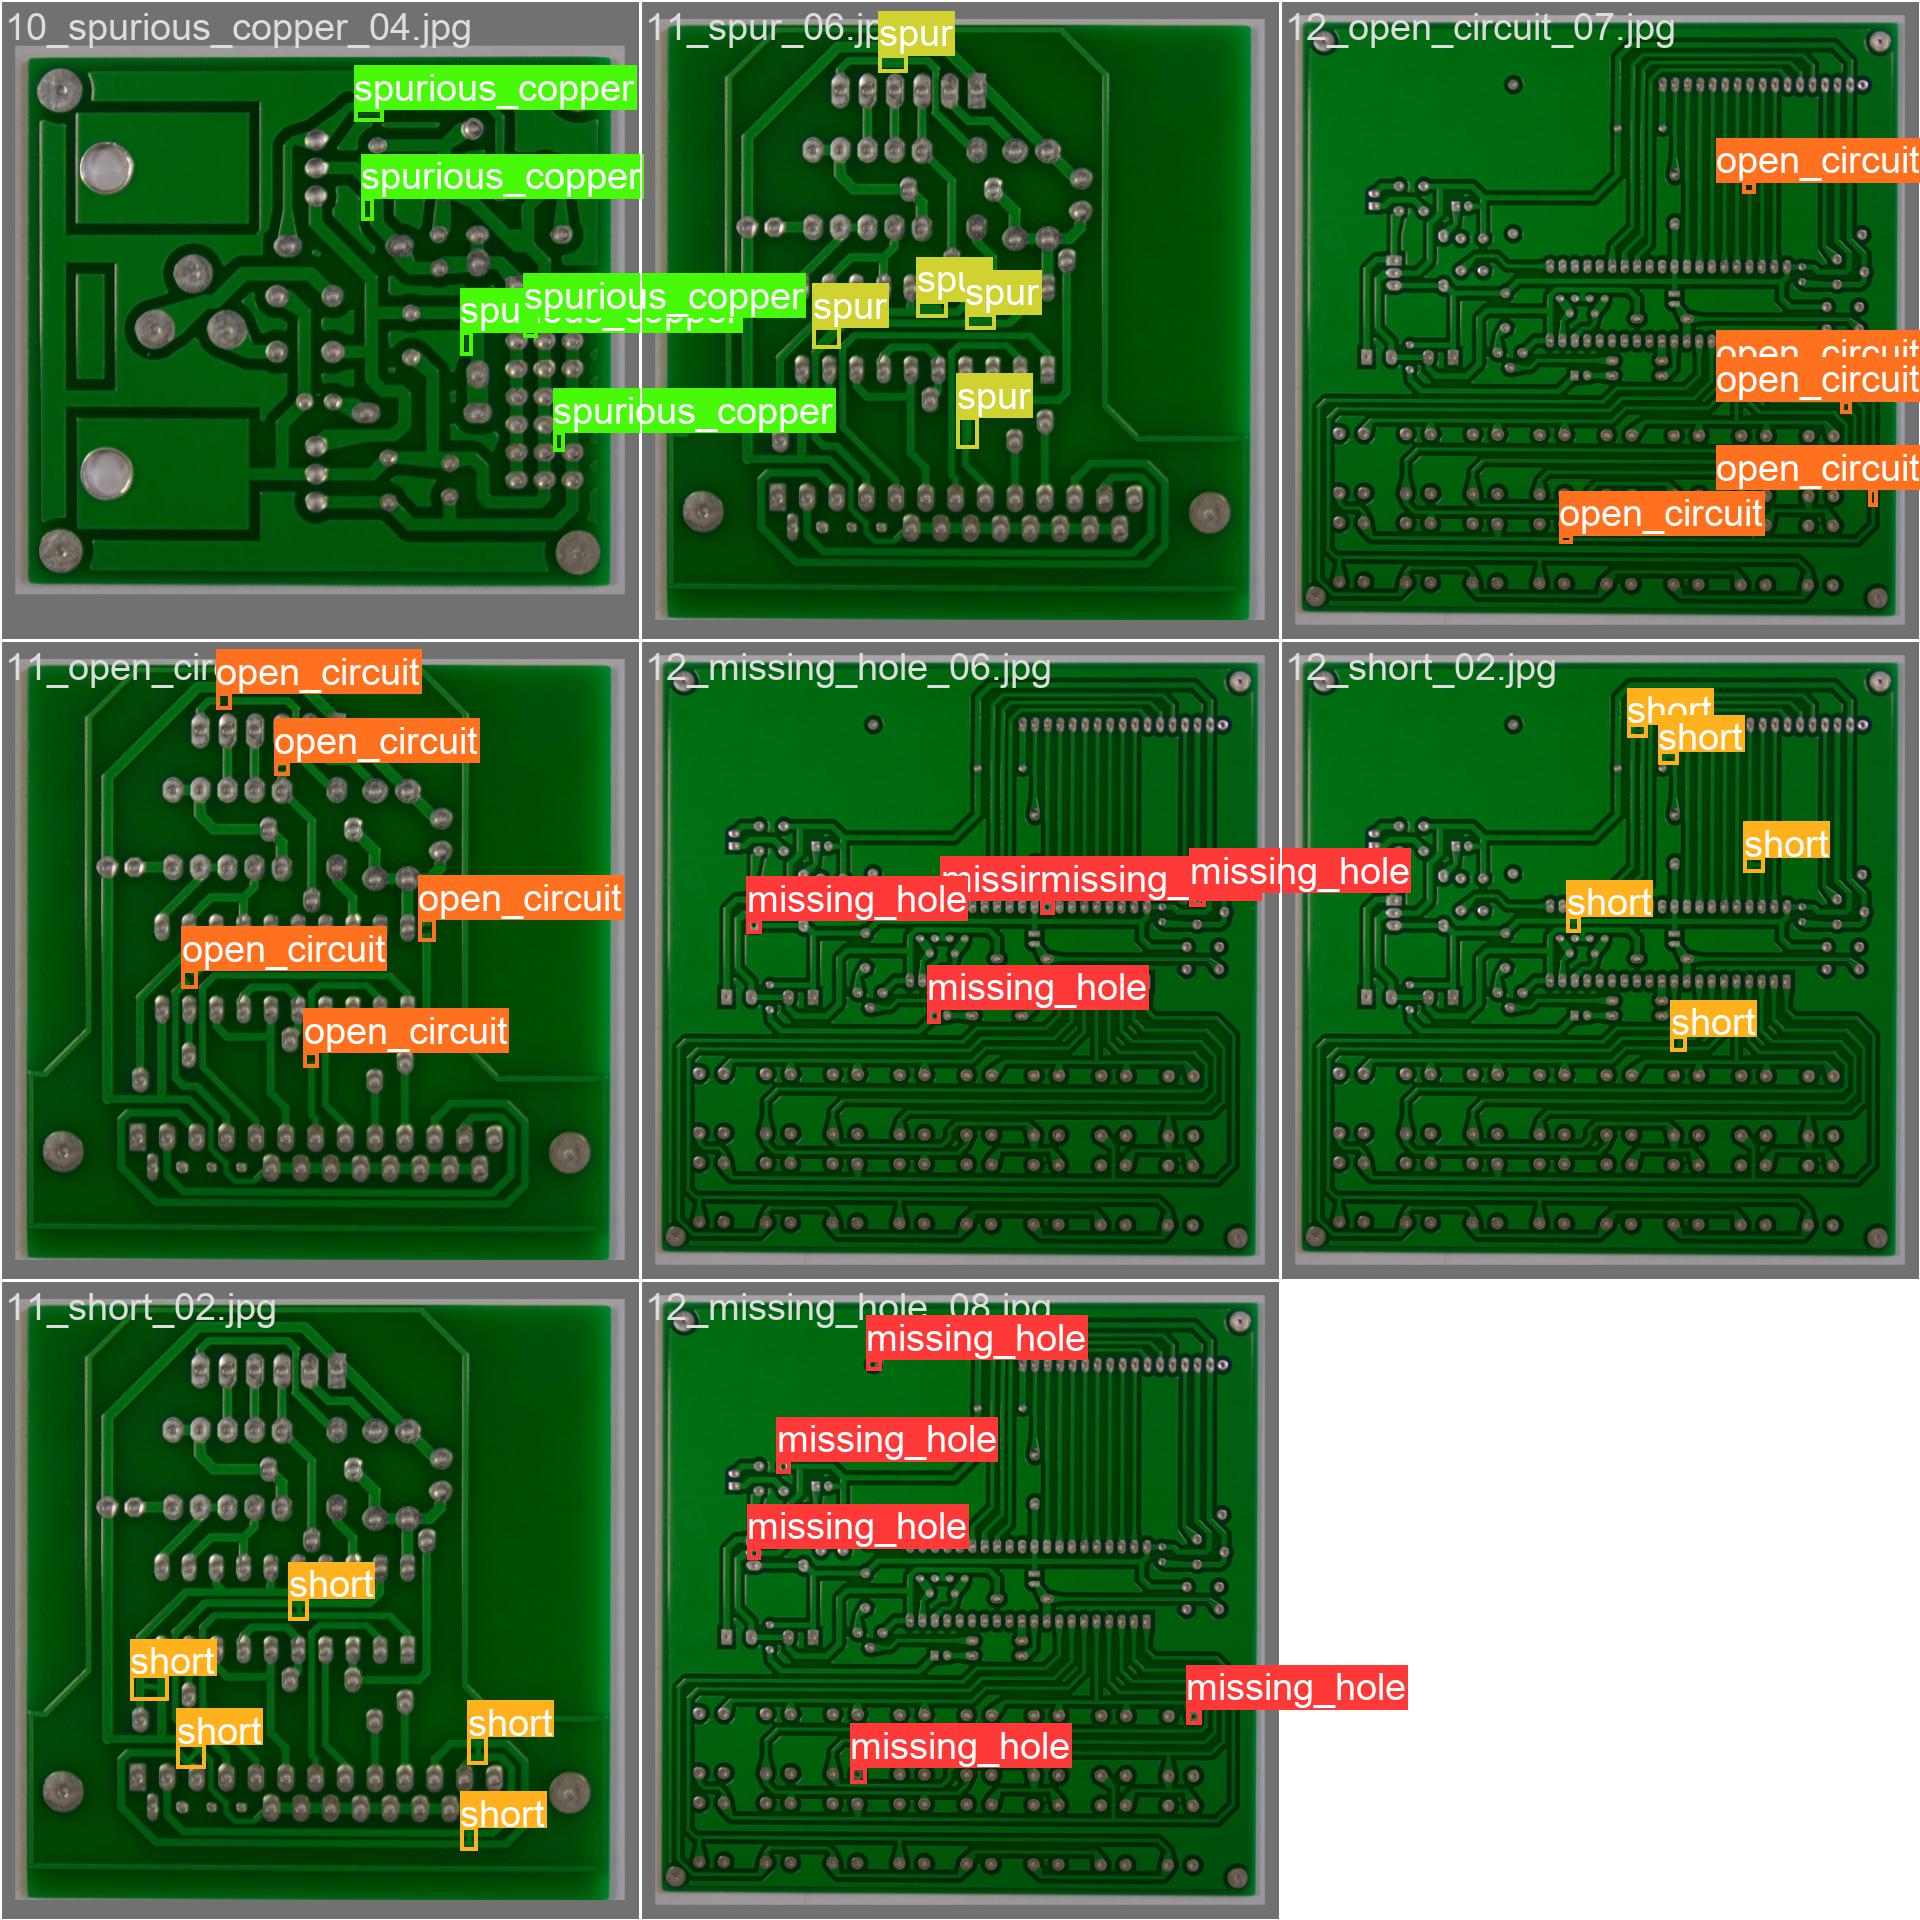 10_spurious_copper_04.jpg
spurious_copper
spurious_copper
spurious_copper
spurious_copper
spurious_copper
11_spur_06.jp
spur
spur
spur
spur
spur
12_open_circuit_07.jpg
open_circuit
open_circuit
open_circuit
open_circuit
open_circuit
11_open_cir
open_circuit
open_circuit
open_circuit
open_circuit
open_circuit
12_missing_hole_06.jpg
missing_hole
missir
missing_
missing_hole
missing_hole
12_short_02.jpg
short
short
short
short
short
11_short_02.jpg
short
short
short
short
short
12_missing_hole_08.jpg
missing_hole
missing_hole
missing_hole
missing_hole
missing_hole